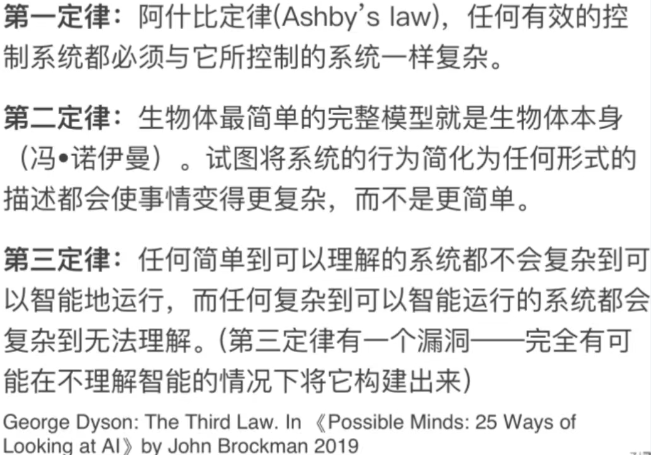 第一定律：阿什比定律(Ashby's law)，任何有效的控
制系统都必须与它所控制的系统一样复杂。
第二定律：生物体最简单的完整模型就是生物体本身
（冯•诺伊曼）。试图将系统的行为简化为任何形式的
描述都会使事情变得更复杂，而不是更简单。
第三定律：任何简单到可以理解的系统都不会复杂到可
以智能地运行，而任何复杂到可以智能运行的系统都会
复杂到无法理解。（第三定律有一个漏洞——完全有可
能在不理解智能的情况下将它构建出来）
George Dyson: The Third Law. In 《Possible Minds: 25 Ways of
Looking at AI》by John Brockman 2019